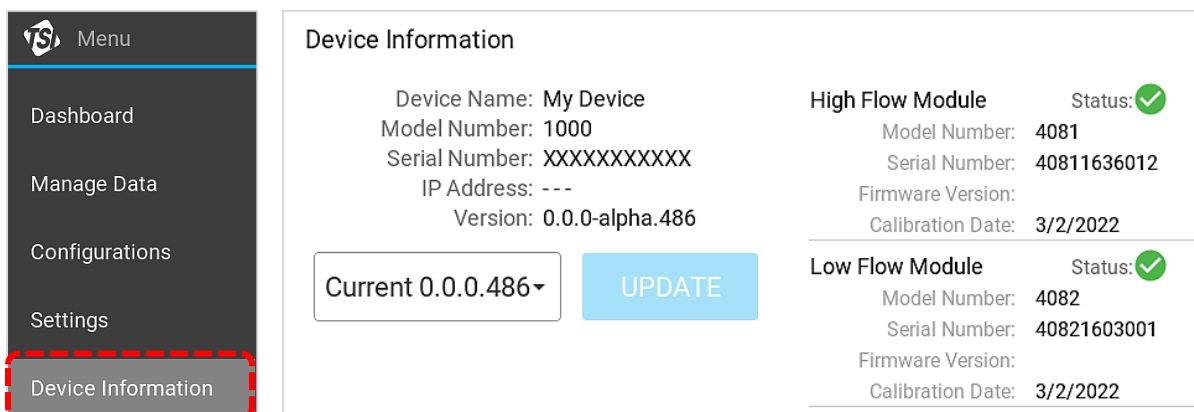 TSI Menu
Dashboard
Manage Data
Configurations
Settings
Device Information
Device Information
Device Name: My Device
Model Number: 1000
Serial Number: XXXXXXXXXXX
IP Address: ---
Version: 0.0.0-alpha.486
Current 0.0.0.486
UPDATE
High Flow Module Status:
Model Number: 4081
Serial Number: 40811636012
Firmware Version:
Calibration Date: 3/2/2022
Low Flow Module Status:
Model Number: 4082
Serial Number: 40821603001
Firmware Version:
Calibration Date: 3/2/2022